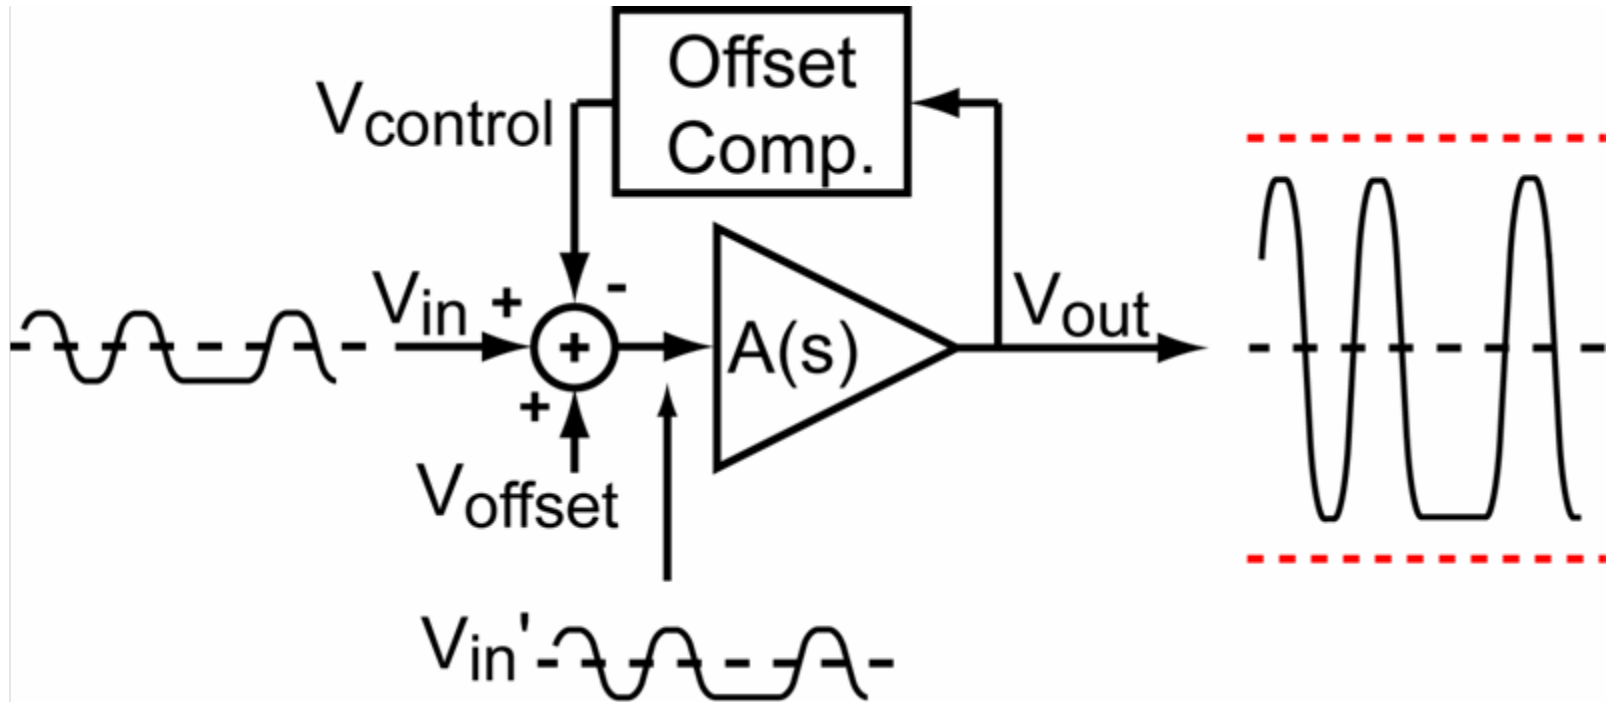 Offset
Comp.
Vcontrol
Vin
+
-
+
+
A(s)
Vout
Voffset
Vin'